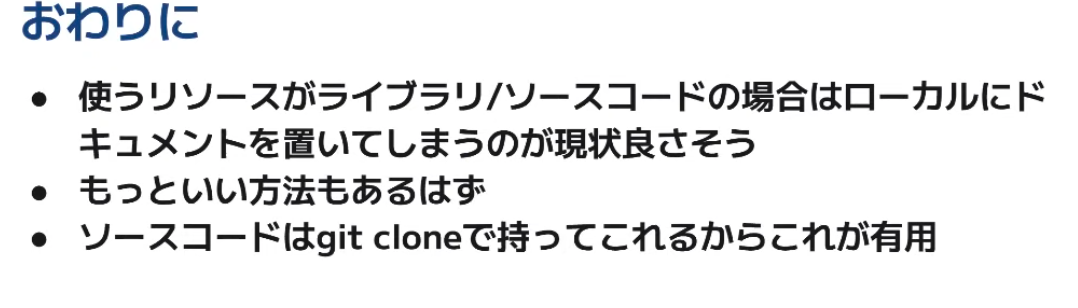 おわりに
● 使うリソースがライブラリ/ソースコードの場合はローカルにド
キュメントを置いてしまうのが現状良さそう
● もっといい方法もあるはず
● ソースコードはgit cloneで持ってこれるからこれが有用